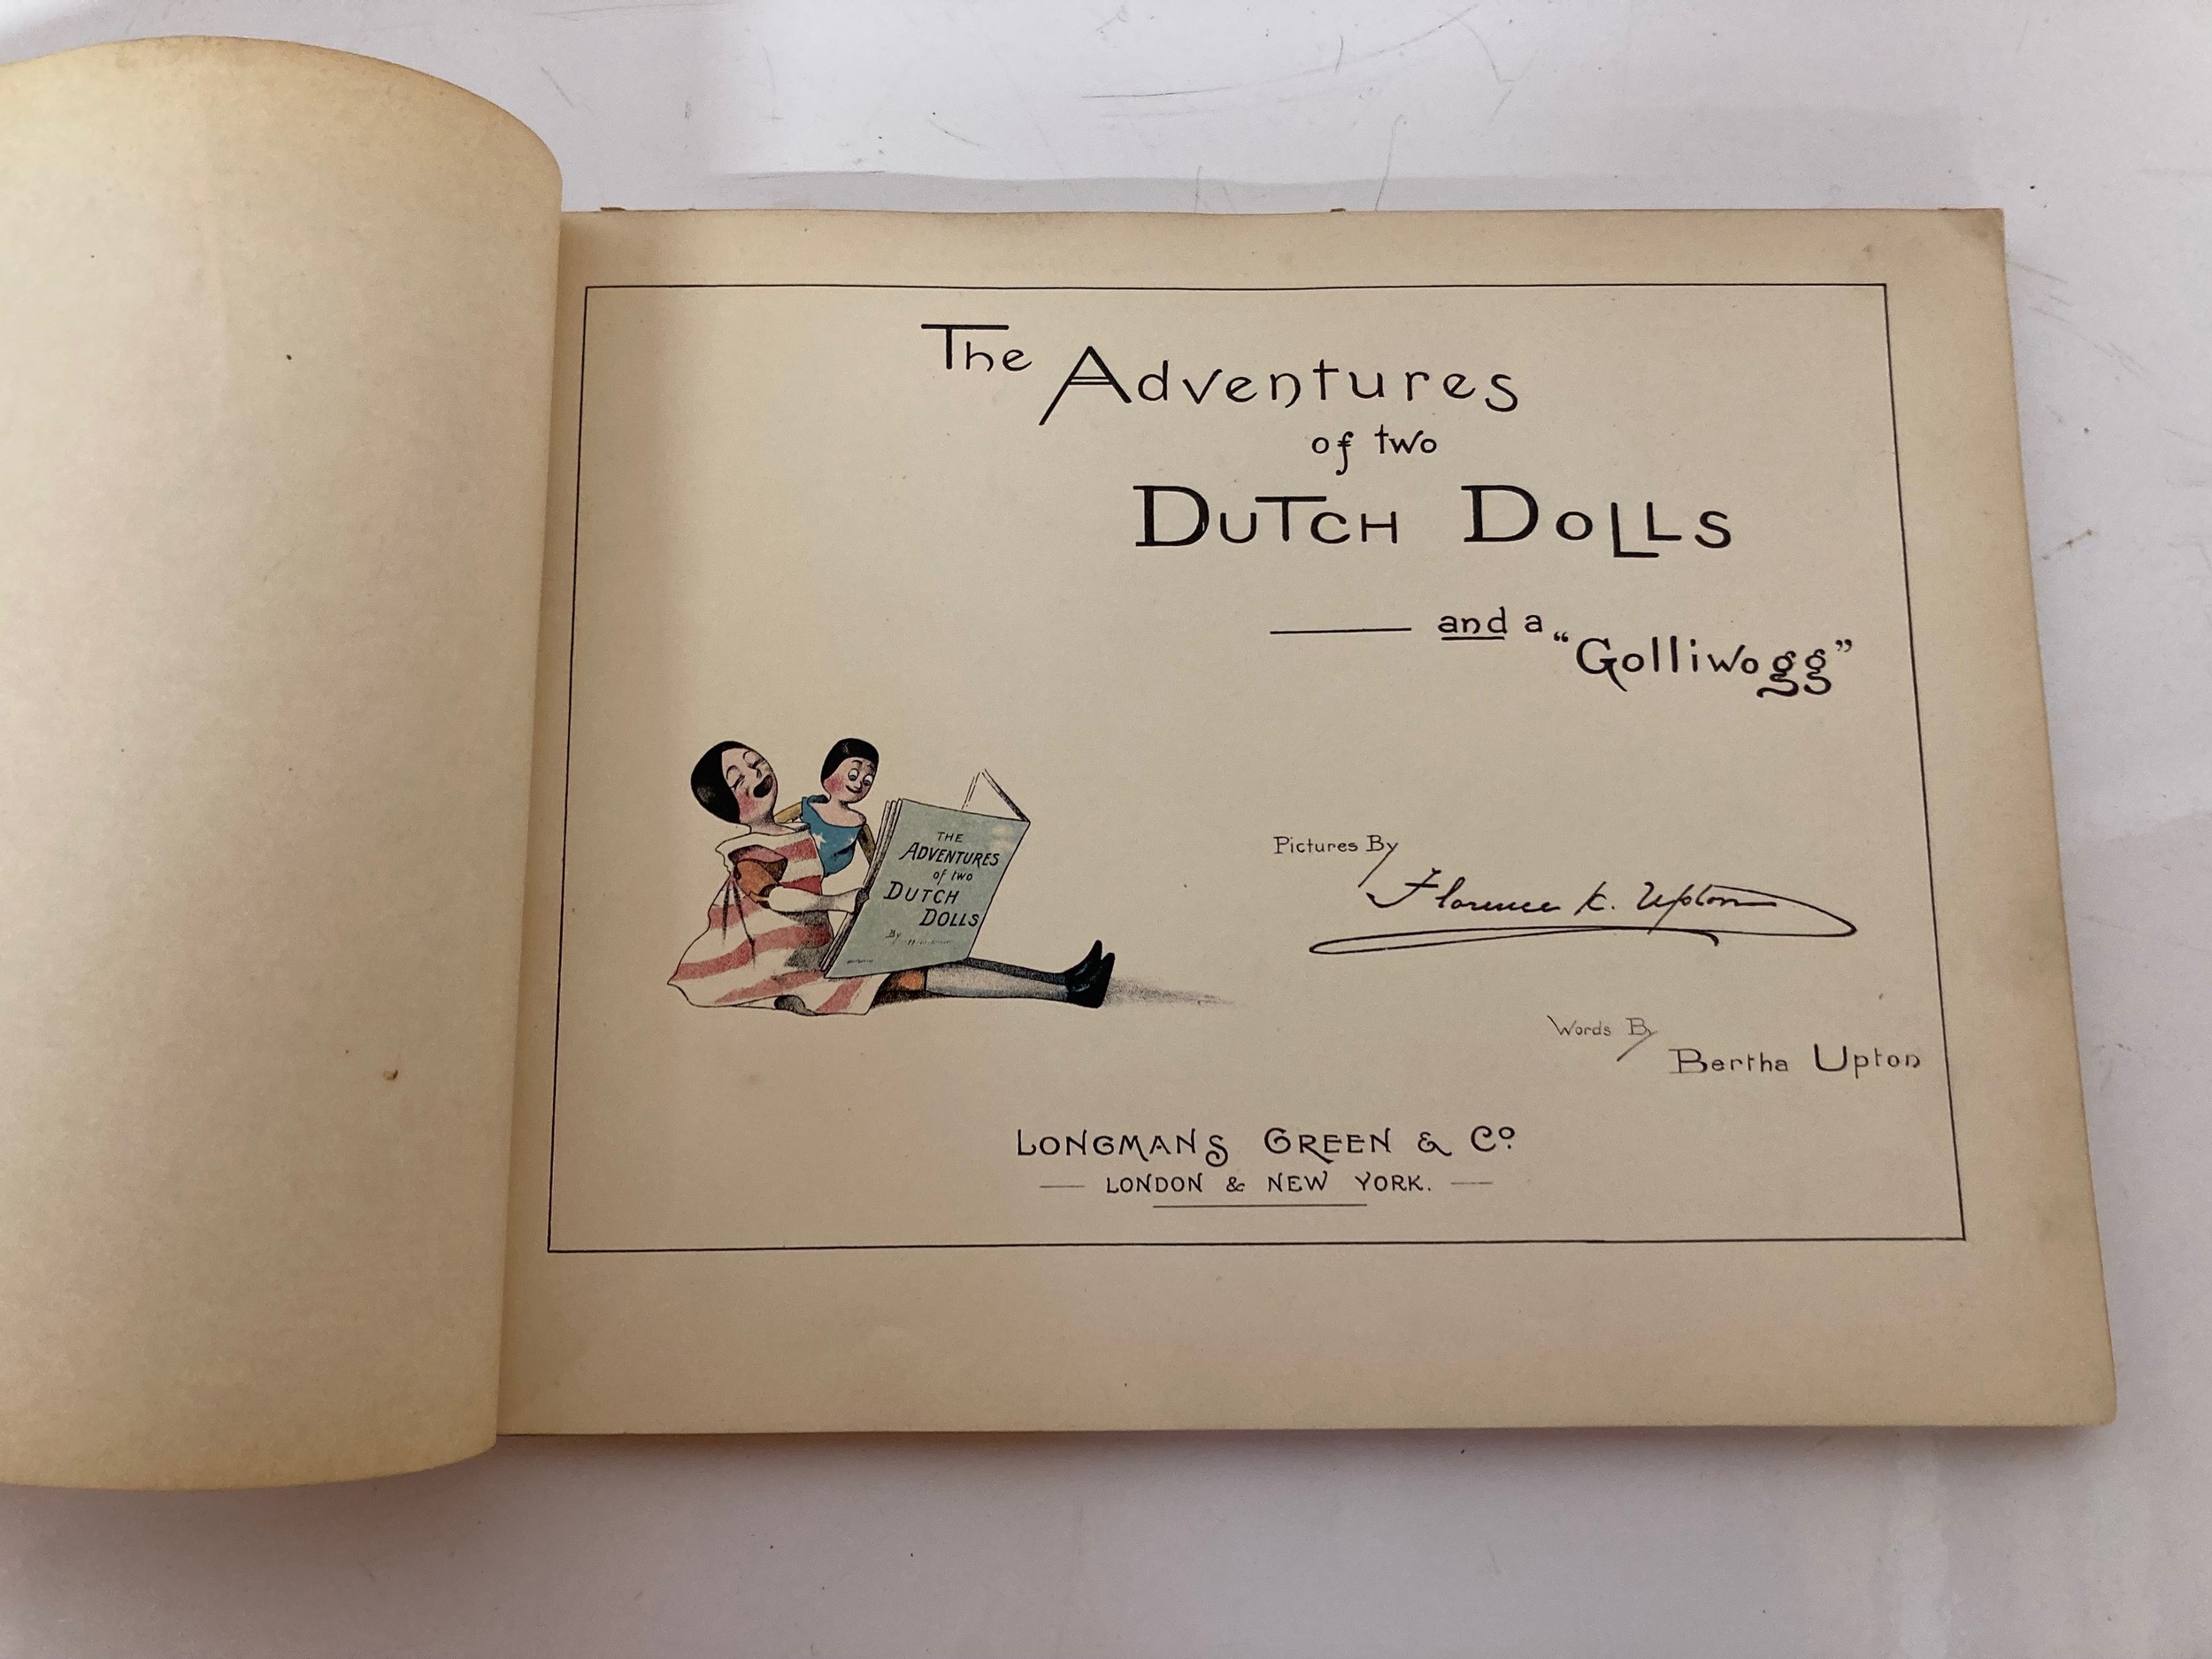 The Adventures
of two
DUTCH DOLLS
and a "Golliwogg"
THE
ADVENTURES
of two
DUTCH
DOLLS
By
Pictures By
Florence K. Upton
Words By
Bertha Upton
LONGMANS GREEN & Co.
LONDON & NEW YORK.